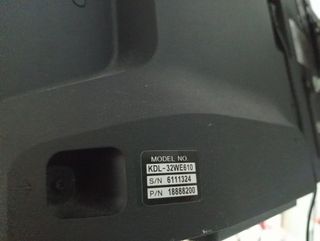 MODEL NO.
KDL-32WE610
S/N 6111324
P/N 18888200